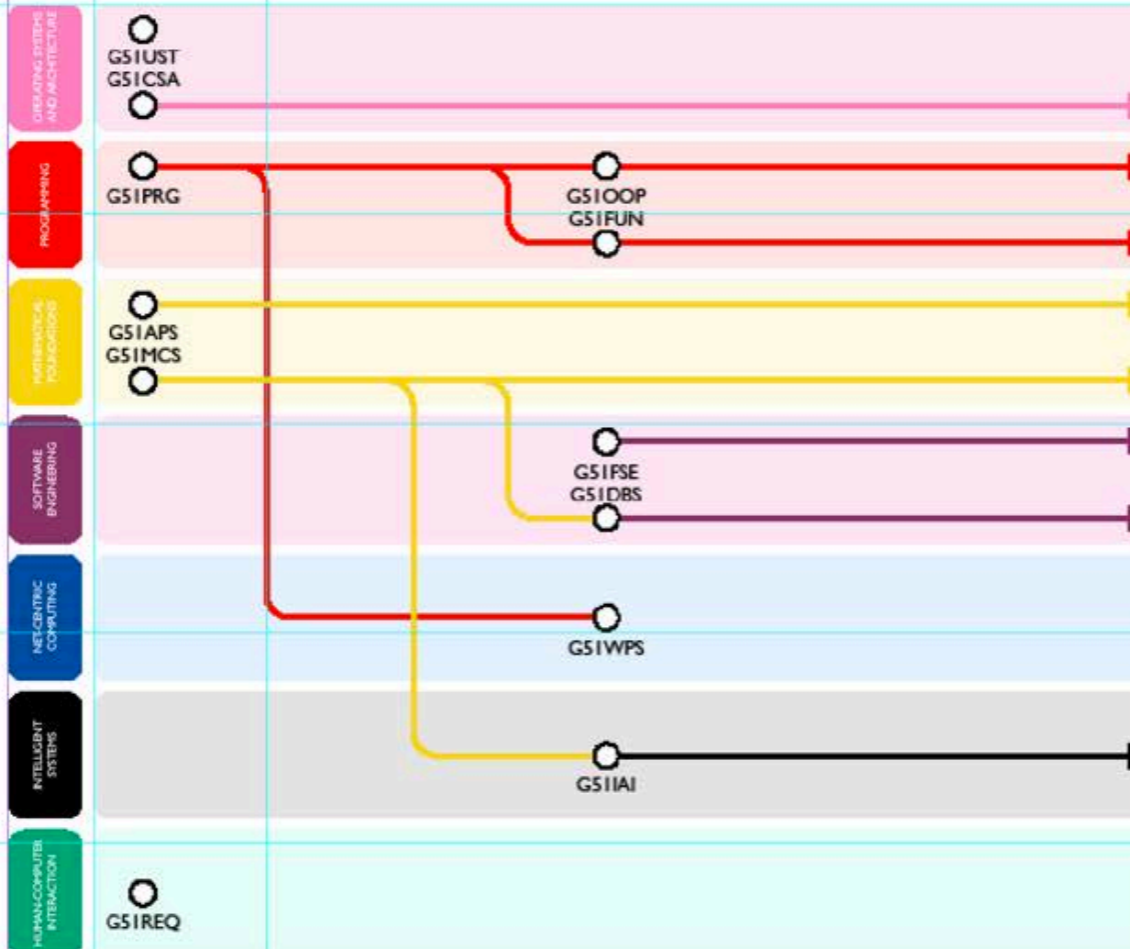 OPERATING SYSTEMS
AND ARCHITECTURE
G51UST
G51CSA
PROGRAMMING
G51PRG
G51OOP
G51FUN
MATHEMATICAL
FOUNDATIONS
G51APS
G51MCS
SOFTWARE
ENGINEERING
G51FSE
G51DBS
NET-CENTRIC
COMPUTING
G51WPS
INTELLIGENT
SYSTEMS
G51IAI
HUMAN-COMPUTER
INTERACTION
G51REQ